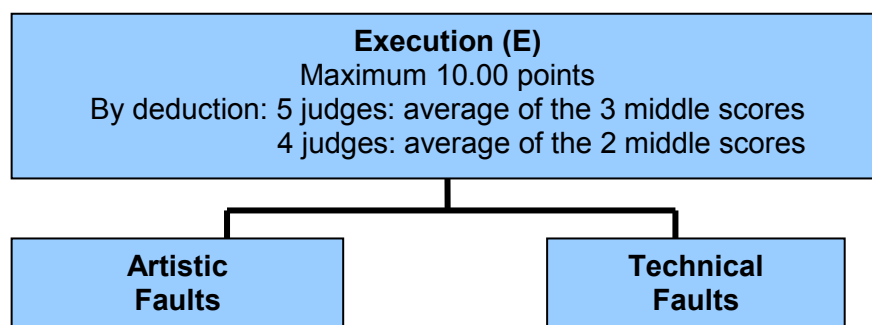 Execution (E)
Maximum 10.00 points
By deduction: 5 judges: average of the 3 middle scores
4 judges: average of the 2 middle scores
Artistic
Faults
Technical
Faults